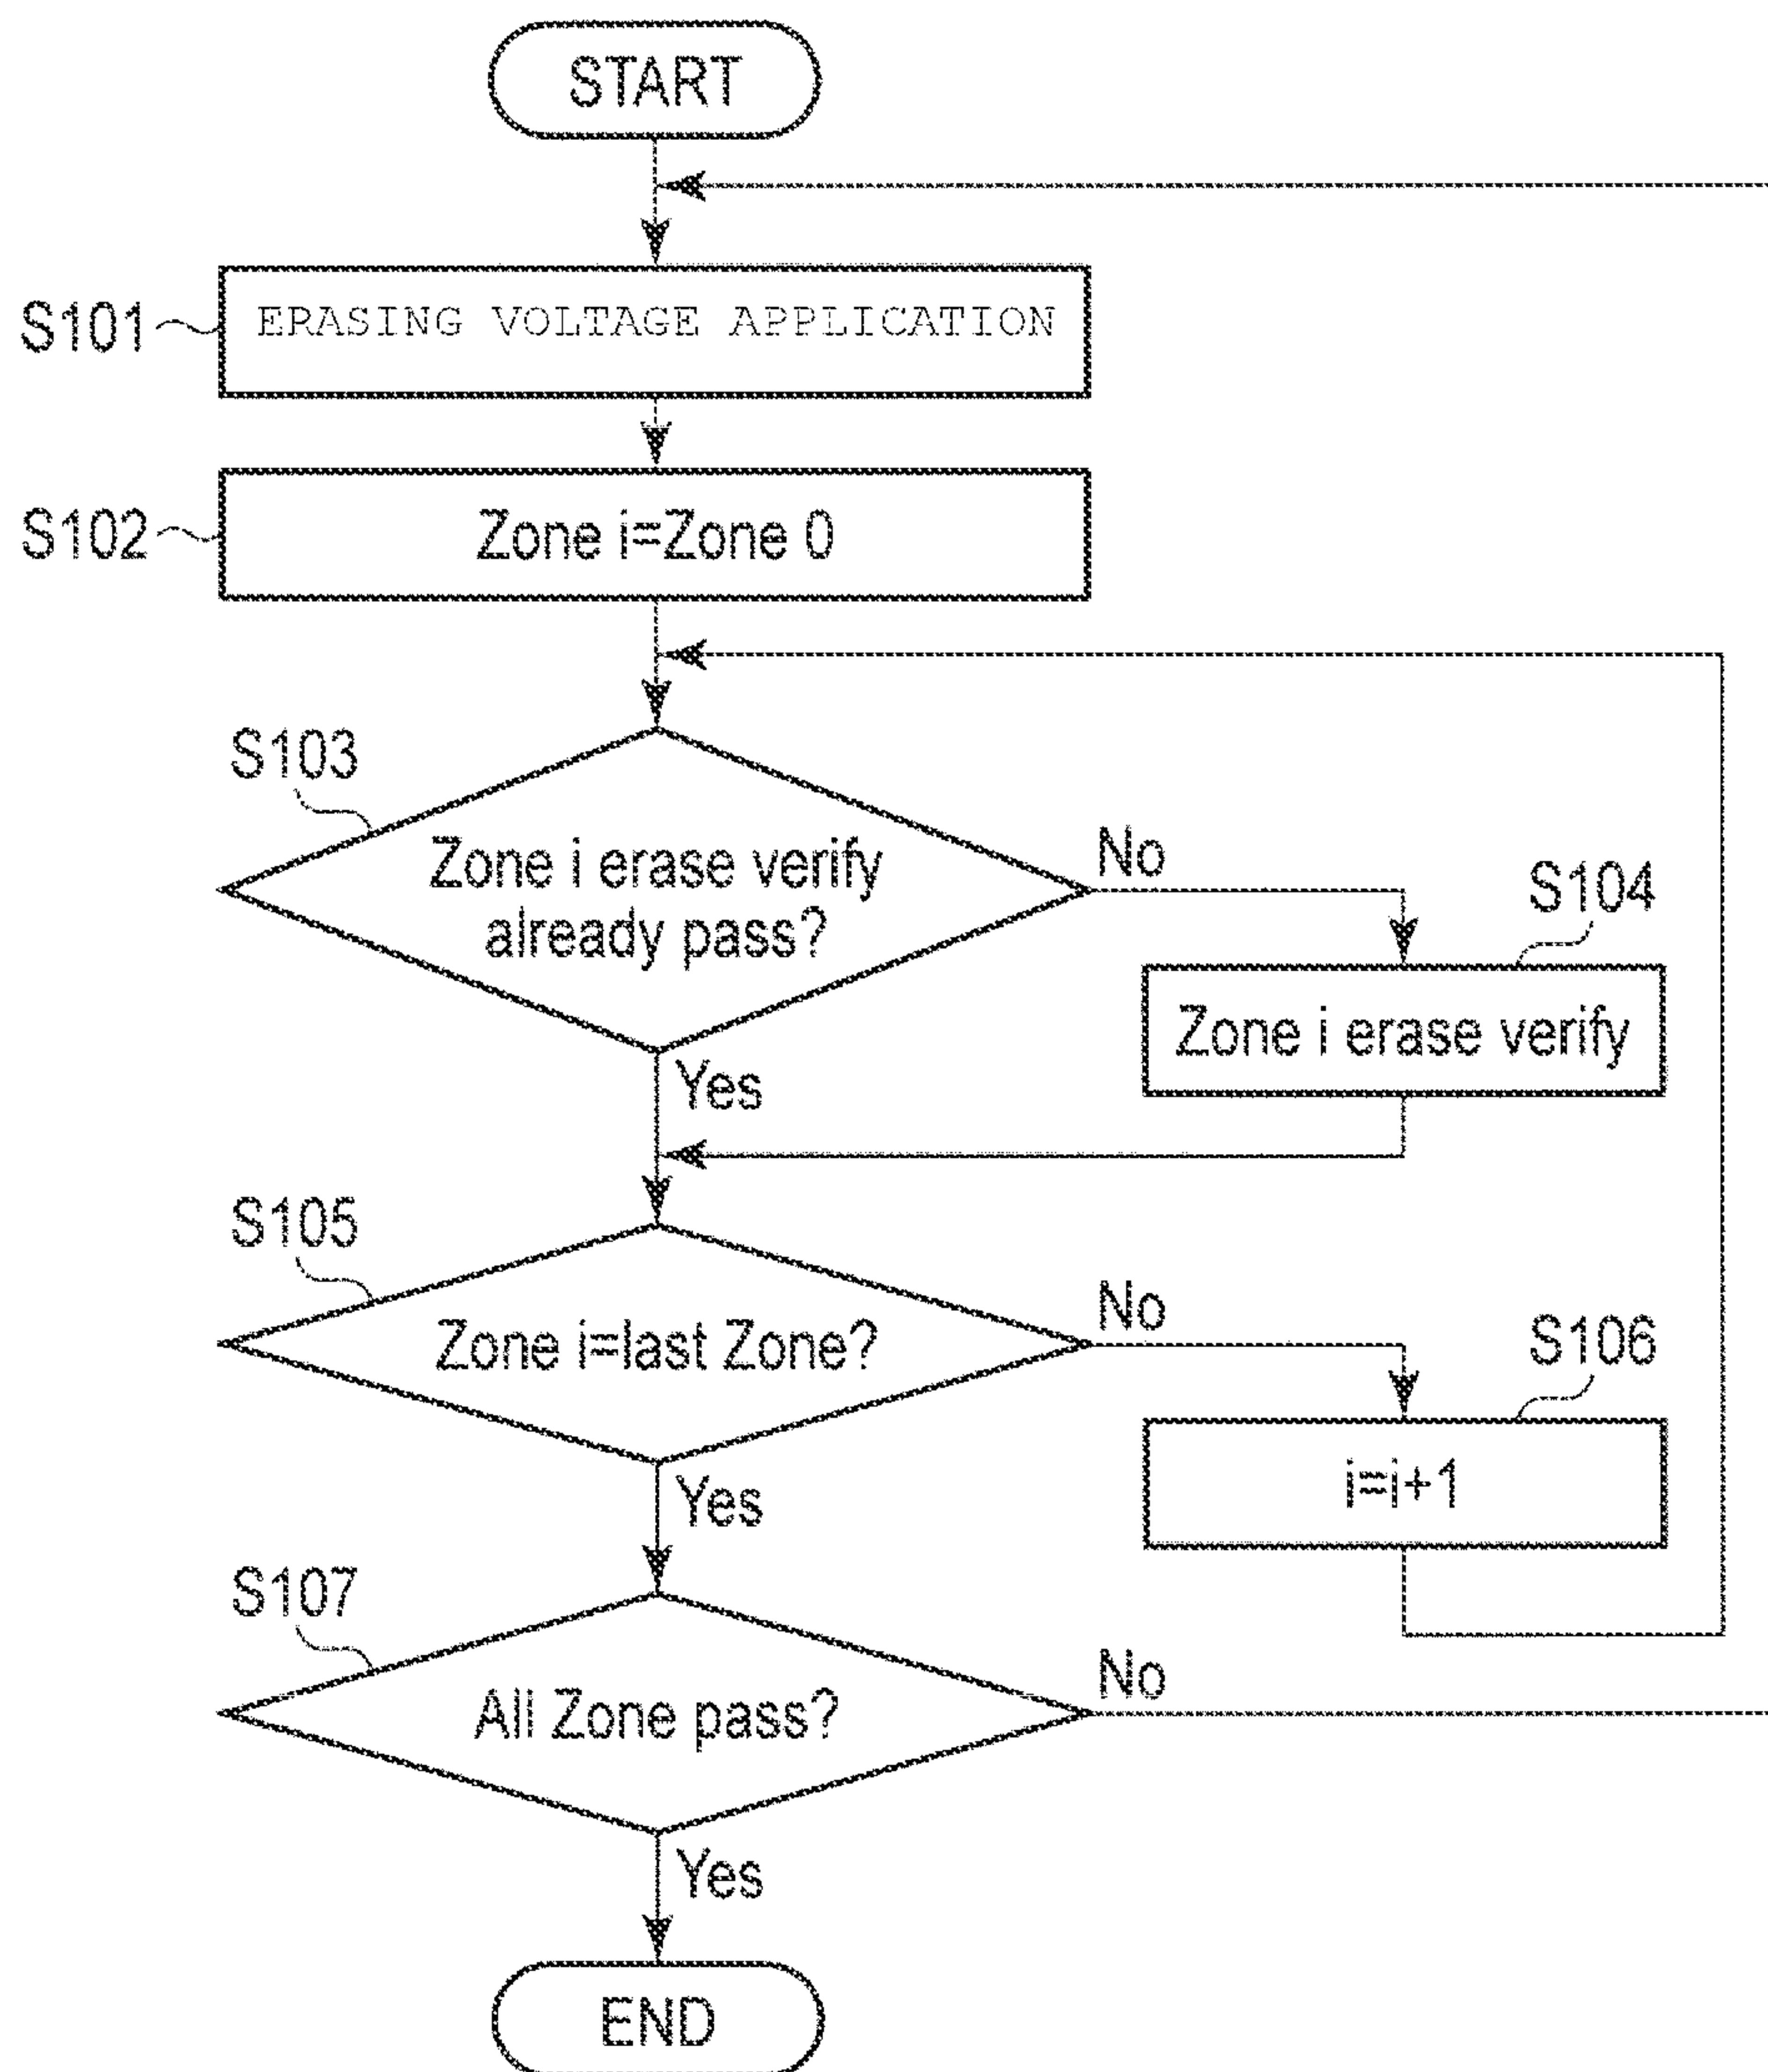 START
S101
ERASING VOLTAGE APPLICATION
S102
Zone i=Zone 0
S103
Zone i erase verify
already pass?
No
S104
Zone i erase verify
Yes
S105
Zone i=last Zone?
No
S106
i=i+1
Yes
S107
All Zone pass?
No
Yes
END